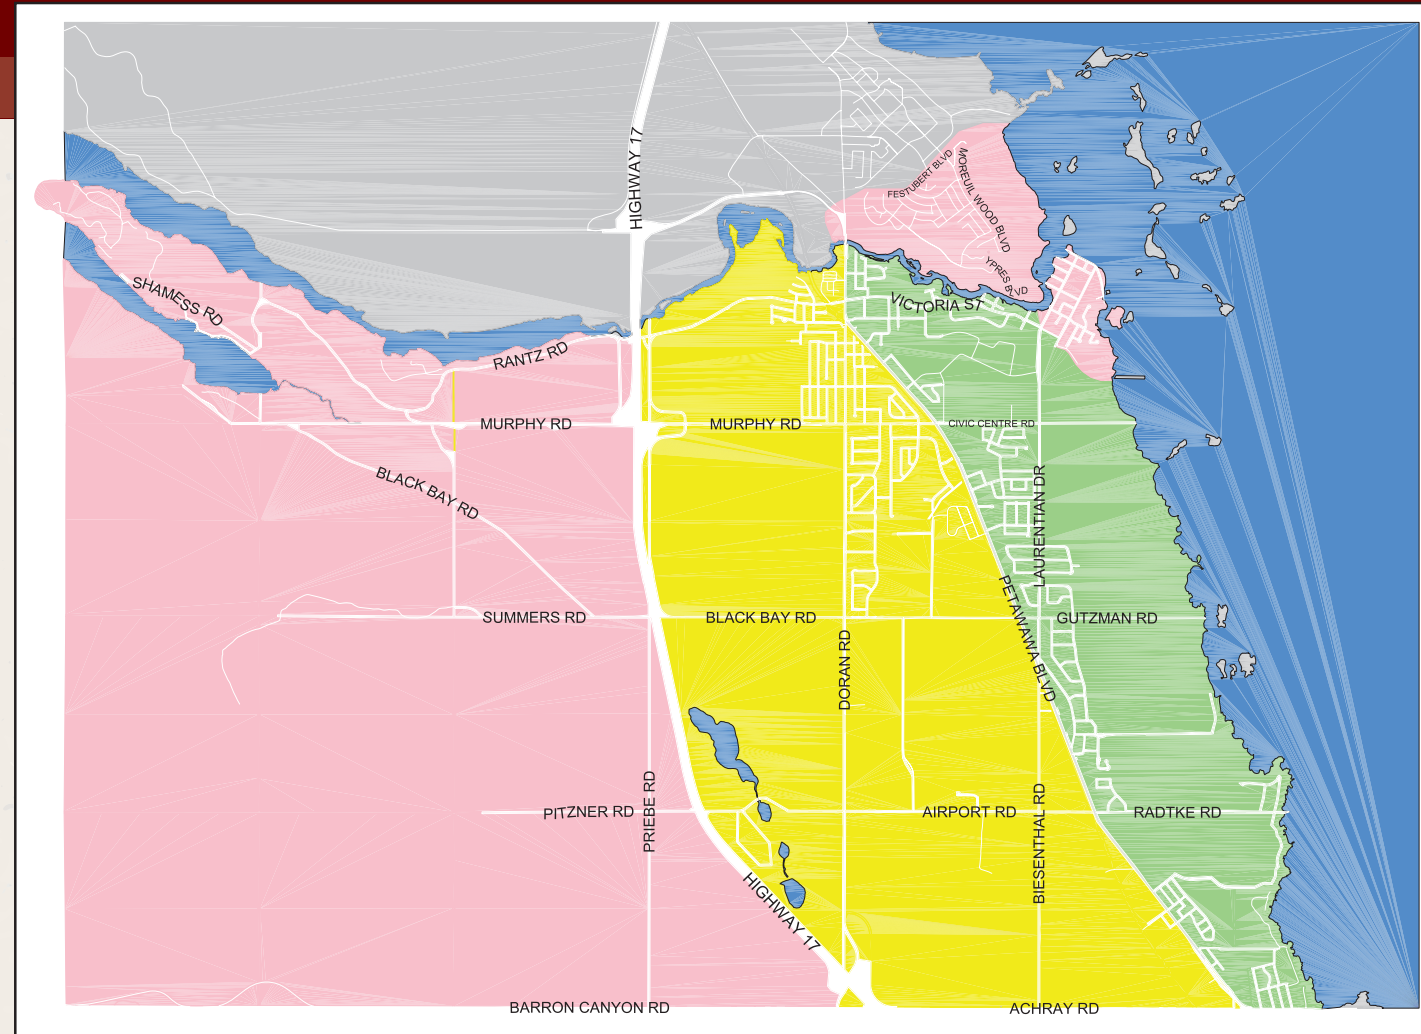 HIGHWAY 17
FESTUBERT BLVD
MOREUIL WOOD BLVD
YPRES BLVD
SHAMESS RD
VICTORIA ST
RANTZ RD
MURPHY RD
MURPHY RD
CIVIC CENTRE RD
BLACK BAY RD
LAURENTIAN DR
SUMMERS RD
BLACK BAY RD
PETAWAWA BLVD
GUTZMAN RD
DORAN RD
PRIEBE RD
PITZNER RD
AIRPORT RD
BIESENTHAL RD
RADTKE RD
HIGHWAY 17
BARRON CANYON RD
ACHRAY RD